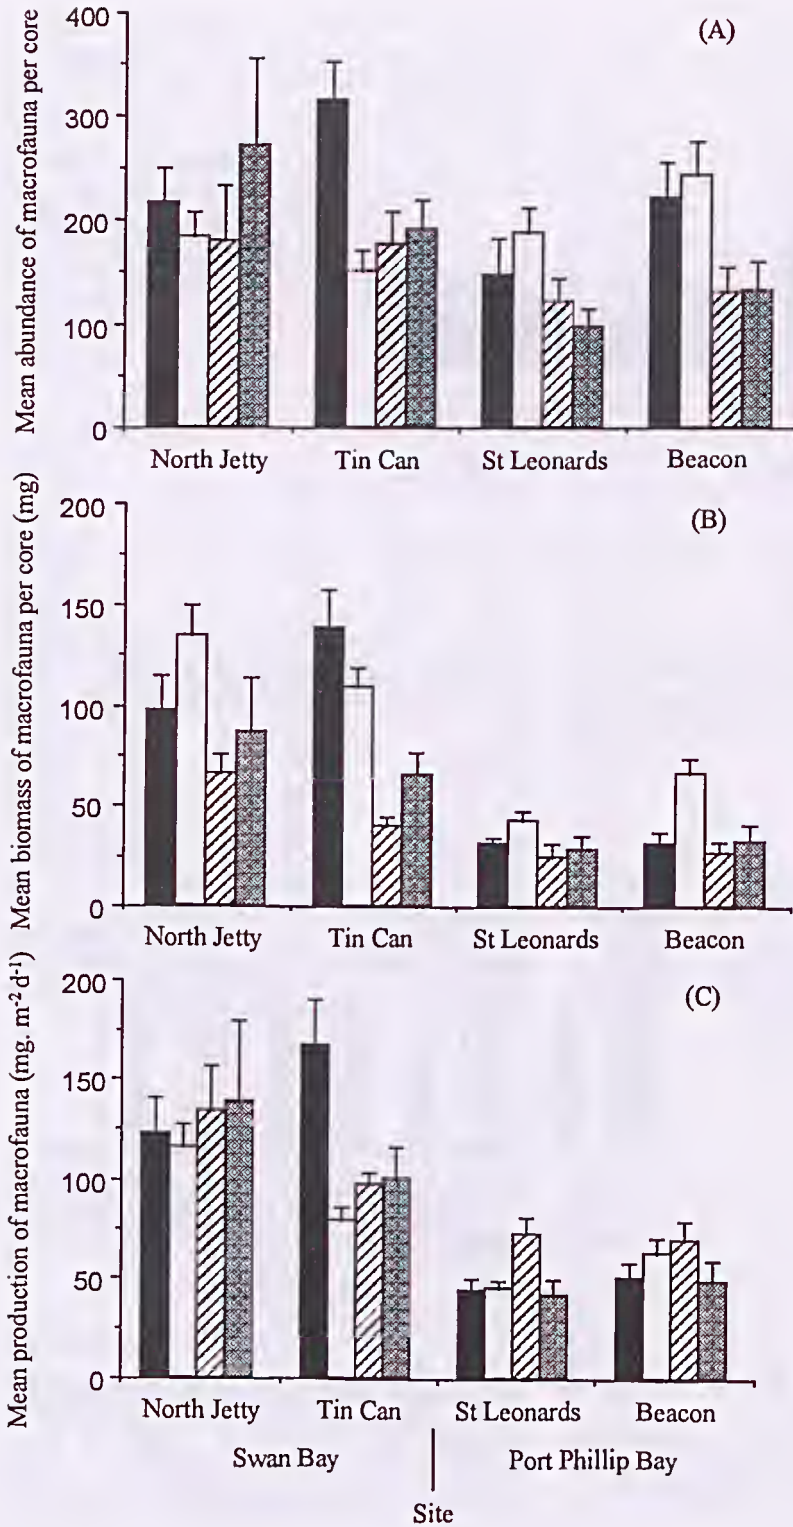 (A)
Mean abundance of macrofauna per core
400
300
200
100
0
North Jetty Tin Can St Leonards Beacon
(B)
Mean biomass of macrofauna per core (mg)
200
150
100
50
0
North Jetty Tin Can St Leonards Beacon
(C)
Mean production of macrofauna (mg. m⁻² d⁻¹)
200
150
100
50
0
North Jetty Tin Can St Leonards Beacon
Swan Bay Port Phillip Bay
Site